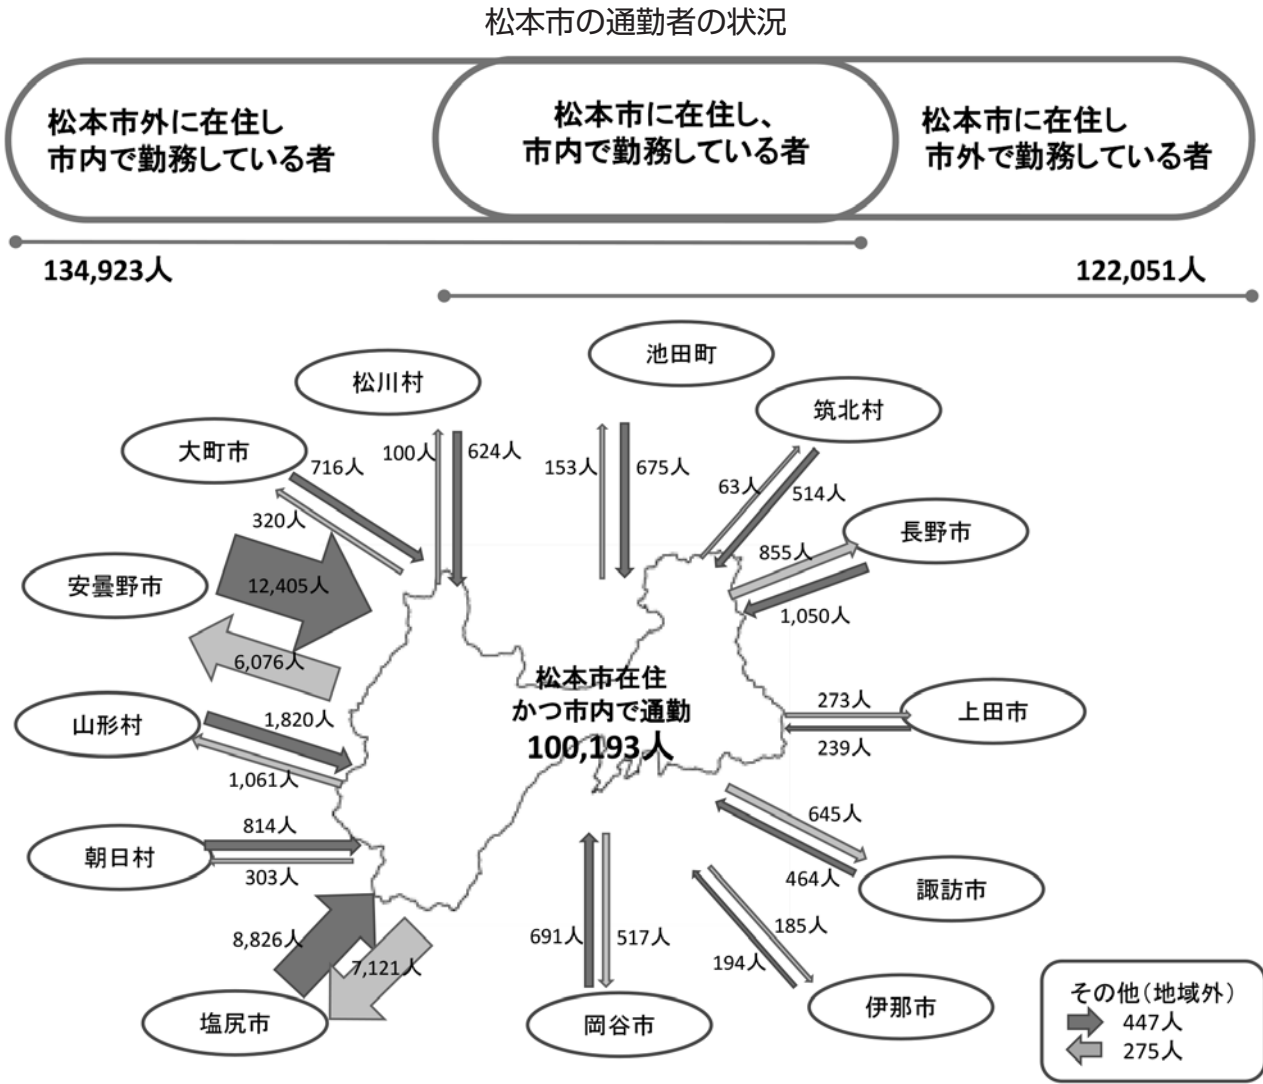 松本市の通勤者の状況
松本市外に在住し
市内で勤務している者
松本市に在住し、
市内で勤務している者
松本市に在住し
市外で勤務している者
134,923人
122,051人
池田町
松川村
筑北村
大町市
716人
100人
624人
153人
675人
63人
514人
320人
長野市
855人
安曇野市
12,405人
1,050人
6,076人
松本市在住
かつ市内で通勤
100,193人
山形村
1,820人
1,061人
273人
上田市
239人
814人
朝日村
303人
645人
464人
諏訪市
8,826人
7,121人
691人
517人
185人
194人
塩尻市
岡谷市
伊那市
その他（地域外）
447人
275人